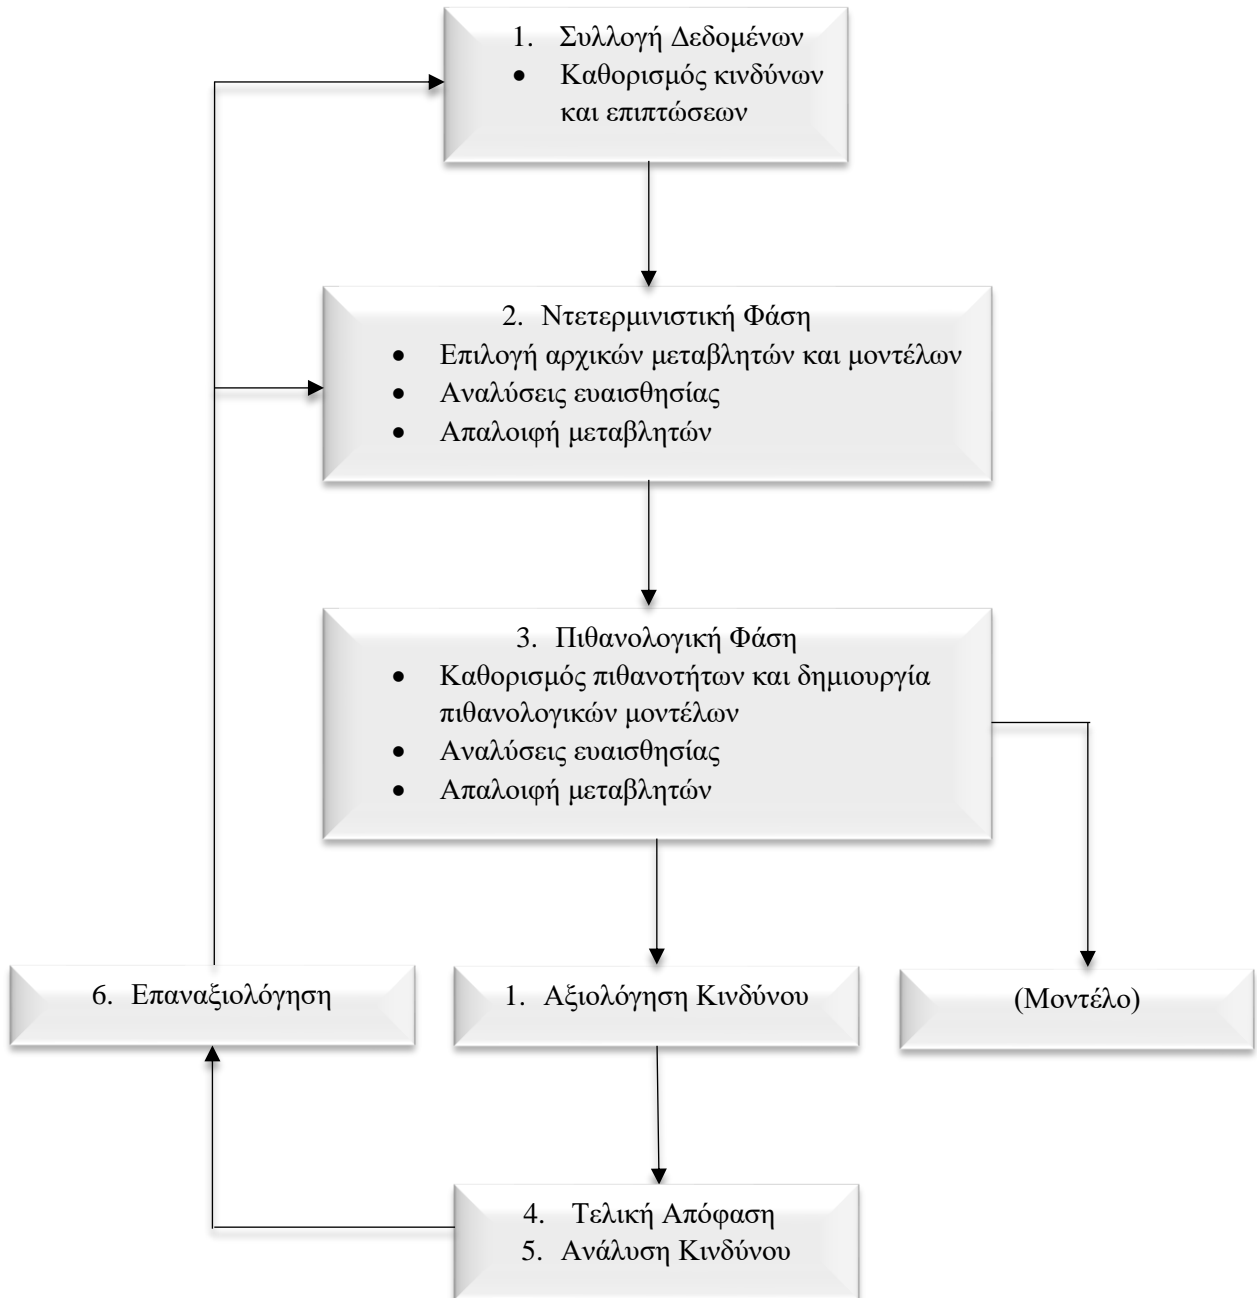 1. Συλλογή Δεδομένων
• Καθορισμός κινδύνων
και επιπτώσεων
2. Ντετερμινιστική Φάση
• Επιλογή αρχικών μεταβλητών και μοντέλων
• Αναλύσεις ευαισθησίας
• Απαλοιφή μεταβλητών
3. Πιθανολογική Φάση
• Καθορισμός πιθανοτήτων και δημιουργία
πιθανολογικών μοντέλων
• Αναλύσεις ευαισθησίας
• Απαλοιφή μεταβλητών
6. Επαναξιολόγηση
1. Αξιολόγηση Κινδύνου
(Μοντέλο)
4. Τελική Απόφαση
5. Ανάλυση Κινδύνου